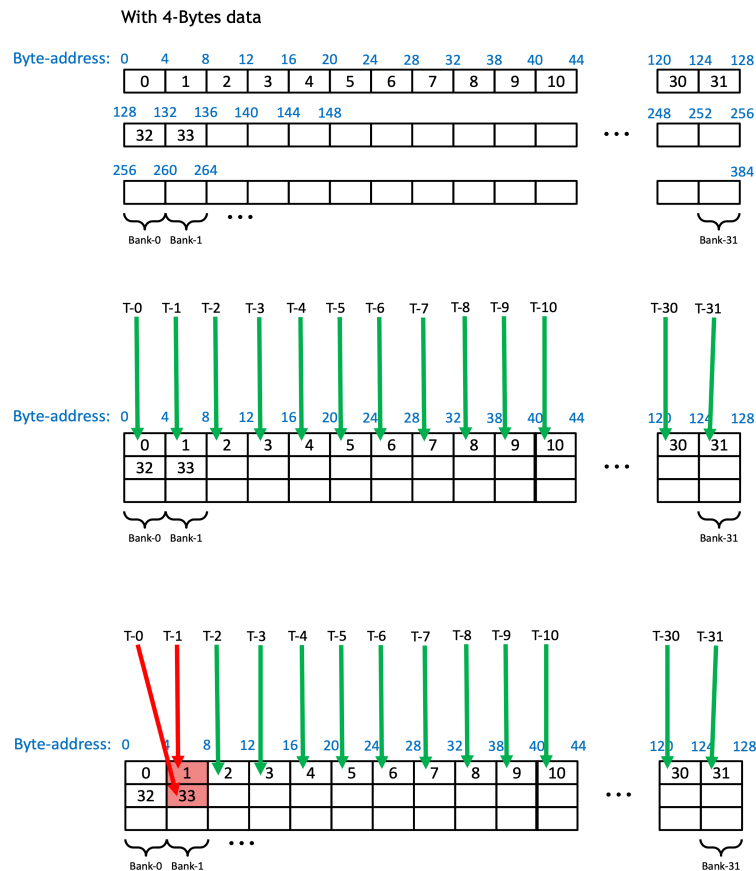 With 4-Bytes data
Byte-address: 0 4 8 12 16 20 24 28 32 38 40 44 120 124 128
0 1 2 3 4 5 6 7 8 9 10 30 31
128 132 136 140 144 148 248 252 256
32 33 ...
256 260 264 384
Bank-0 Bank-1 ... Bank-31
T-0 T-1 T-2 T-3 T-4 T-5 T-6 T-7 T-8 T-9 T-10 T-30 T-31
Byte-address: 0 4 8 12 16 20 24 28 32 38 40 44 120 124 128
0 1 2 3 4 5 6 7 8 9 10 30 31
32 33 ...
Bank-0 Bank-1 Bank-31
T-0 T-1 T-2 T-3 T-4 T-5 T-6 T-7 T-8 T-9 T-10 T-30 T-31
Byte-address: 0 4 8 12 16 20 24 28 32 38 40 44 120 124 128
0 1 2 3 4 5 6 7 8 9 10 30 31
32 33 ...
Bank-0 Bank-1 ... Bank-31